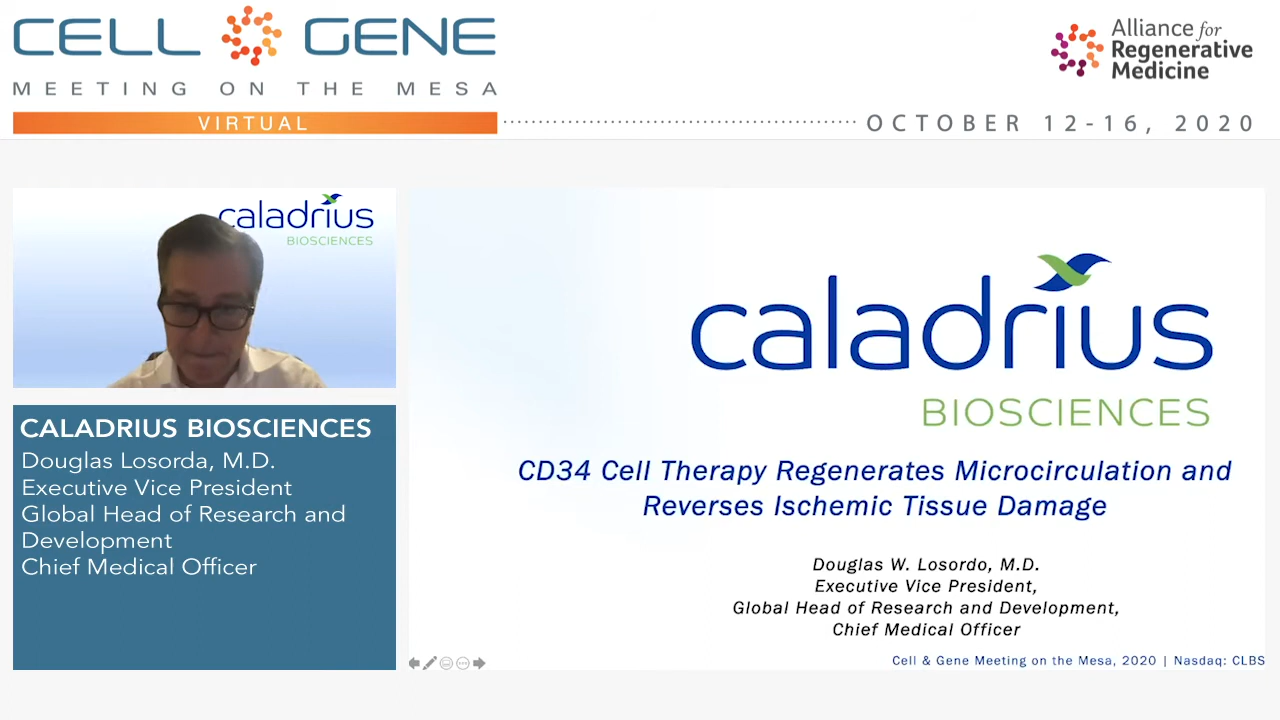 CELL GENE
MEETING ON THE MESA
VIRTUAL
Alliance for
Regenerative
Medicine
OCTOBER 12-16, 2020
caladrius
BIOSCIENCES
CALADRIUS BIOSCIENCES
Douglas Losorda, M.D.
Executive Vice President
Global Head of Research and
Development
Chief Medical Officer
caladrius
BIOSCIENCES
CD34 Cell Therapy Regenerates Microcirculation and
Reverses Ischemic Tissue Damage
Douglas W. Losordo, M.D.
Executive Vice President,
Global Head of Research and Development,
Chief Medical Officer
Cell & Gene Meeting on the Mesa, 2020 | Nasdaq: CLBS